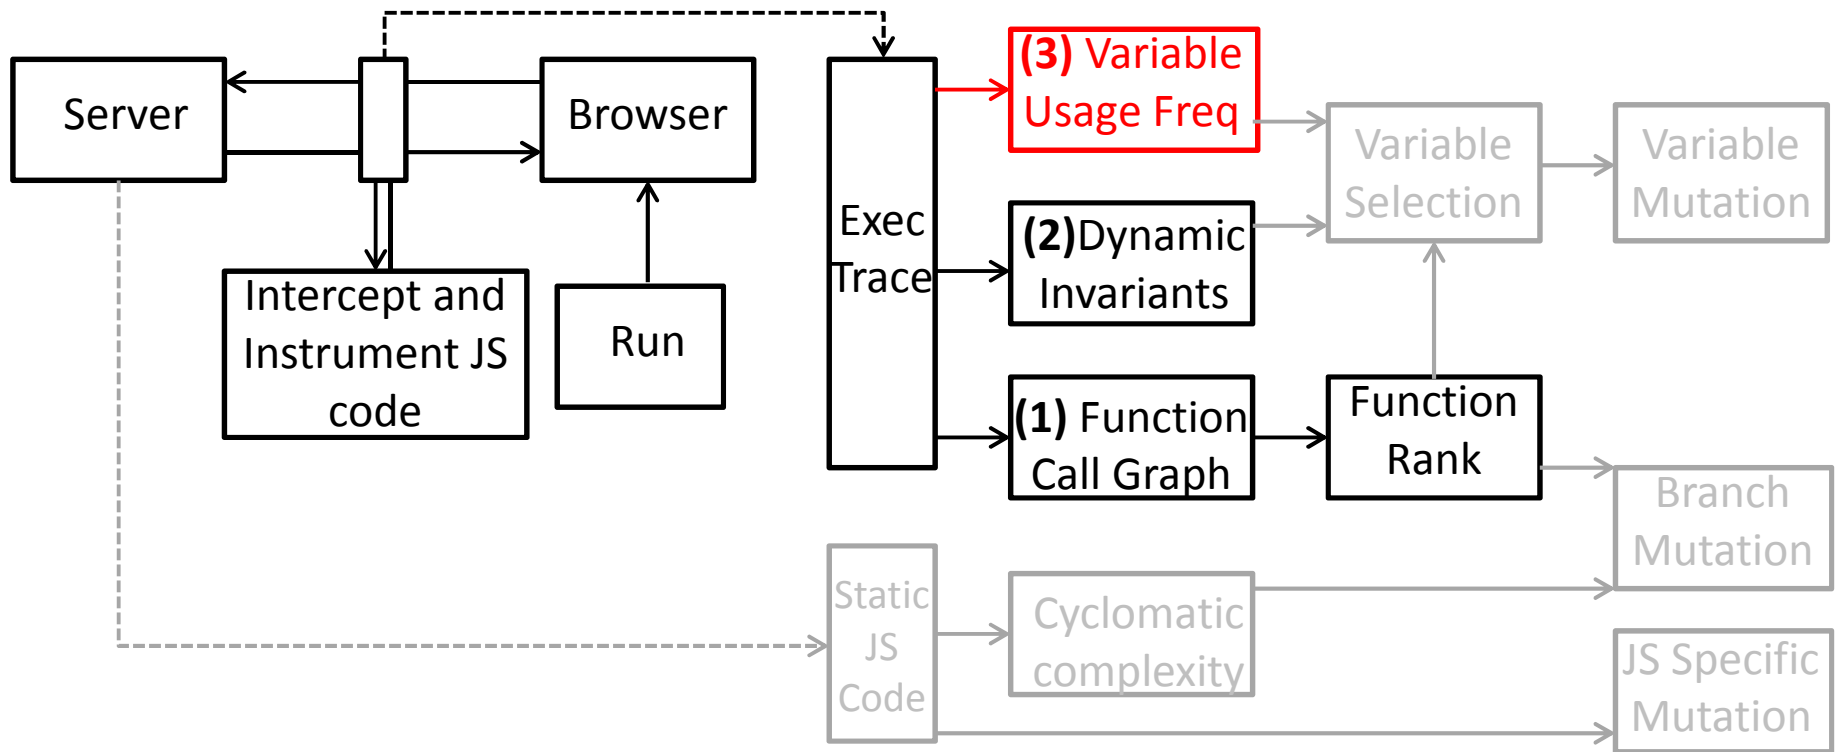 Server
Browser
Intercept and
Instrument JS
code
Run
Exec
Trace
(3) Variable
Usage Freq
(2)Dynamic
Invariants
(1) Function
Call Graph
Function
Rank
Variable
Selection
Variable
Mutation
Branch
Mutation
Static
JS
Code
Cyclomatic
complexity
JS Specific
Mutation